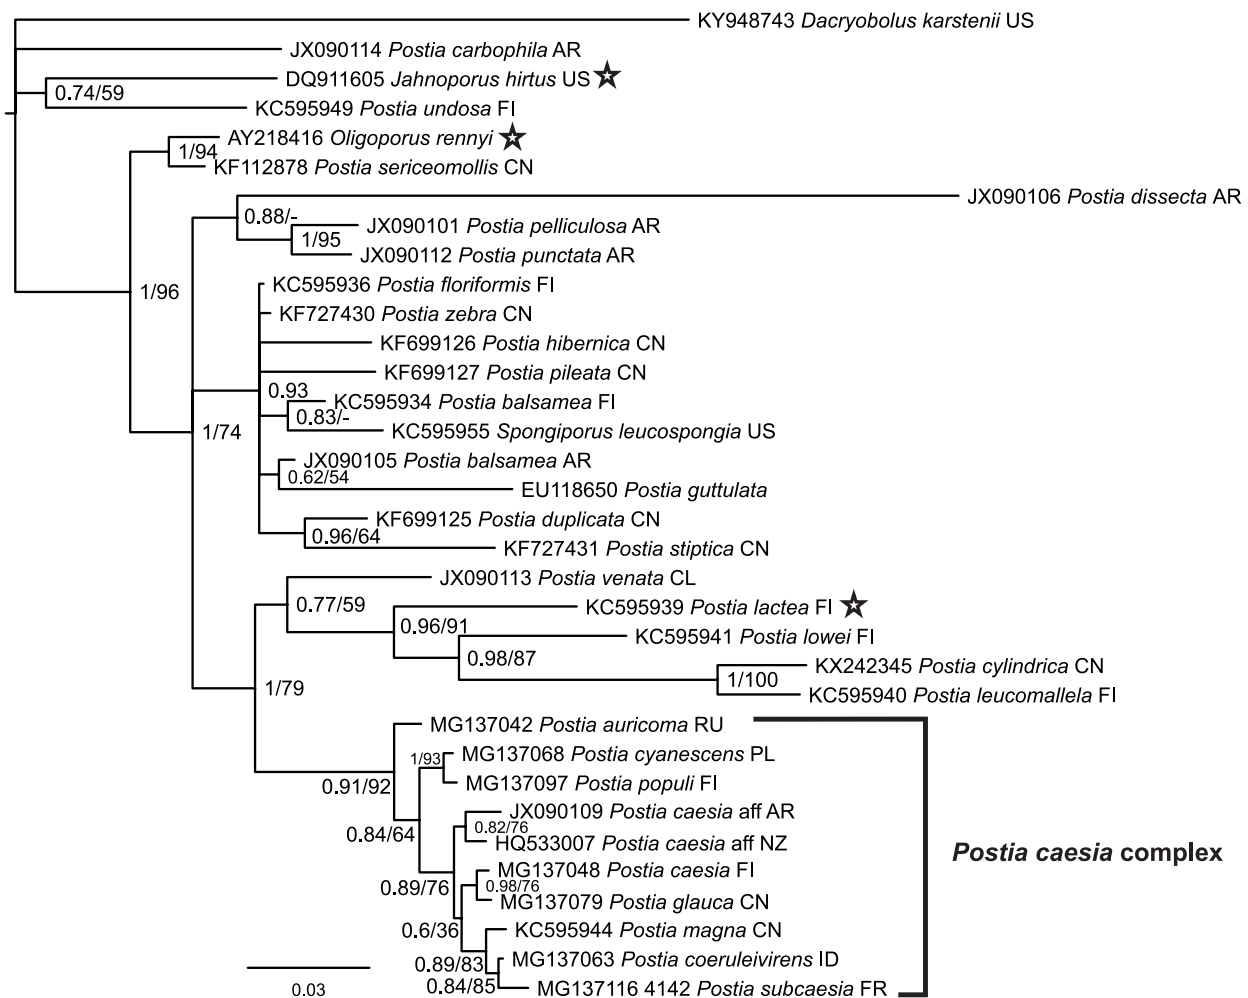 KY948743 Dacryobolus karstenii US
JX090114 Postia carbophila AR
DQ911605 Jahnoporus hirtus US
0.74/59
KC595949 Postia undosa FI
AY218416 Oligoporus rennyi
1/94
KF112878 Postia sericeomollis CN
JX090106 Postia dissecta AR
0.88/-
JX090101 Postia pelliculosa AR
1/95
JX090112 Postia punctata AR
KC595936 Postia floriformis FI
1/96
KF727430 Postia zebra CN
KF699126 Postia hibernica CN
KF699127 Postia pileata CN
0.93
KC595934 Postia balsamea FI
0.83/-
KC595955 Spongiporus leucospongia US
1/74
JX090105 Postia balsamea AR
0.62/54
EU118650 Postia guttulata
KF699125 Postia duplicata CN
0.96/64
KF727431 Postia stiptica CN
JX090113 Postia venata CL
0.77/59
KC595939 Postia lactea FI
0.96/91
KC595941 Postia lowei FI
0.98/87
KX242345 Postia cylindrica CN
1/100
1/79
KC595940 Postia leucomallela FI
MG137042 Postia auricoma RU
MG137068 Postia cyanescens PL
1/93
MG137097 Postia populi FI
0.91/92
JX090109 Postia caesia aff AR
0.82/76
0.84/64
HQ533007 Postia caesia aff NZ
Postia caesia complex
MG137048 Postia caesia FI
0.98/76
0.89/76
MG137079 Postia glauca CN
0.6/36
KC595944 Postia magna CN
MG137063 Postia coeruleivirens ID
0.89/83
0.84/85
MG137116 4142 Postia subcaesia FR
0.03